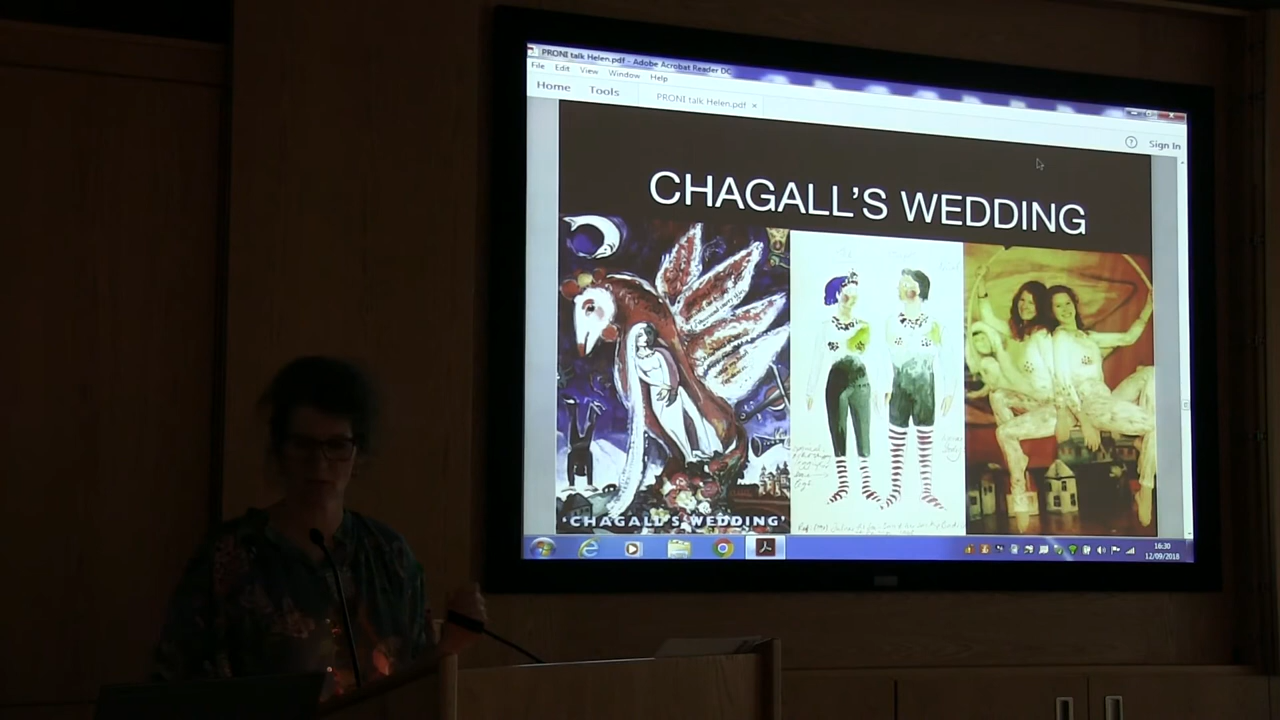 PRONI talk Helen.pdf - Adobe Acrobat Reader DC
File Edit View Window Help
Home Tools PRONI talk Helen.pdf ×
? Sign In
CHAGALL'S WEDDING
'CHAGALL'S WEDDING'
16:30
12/09/2018